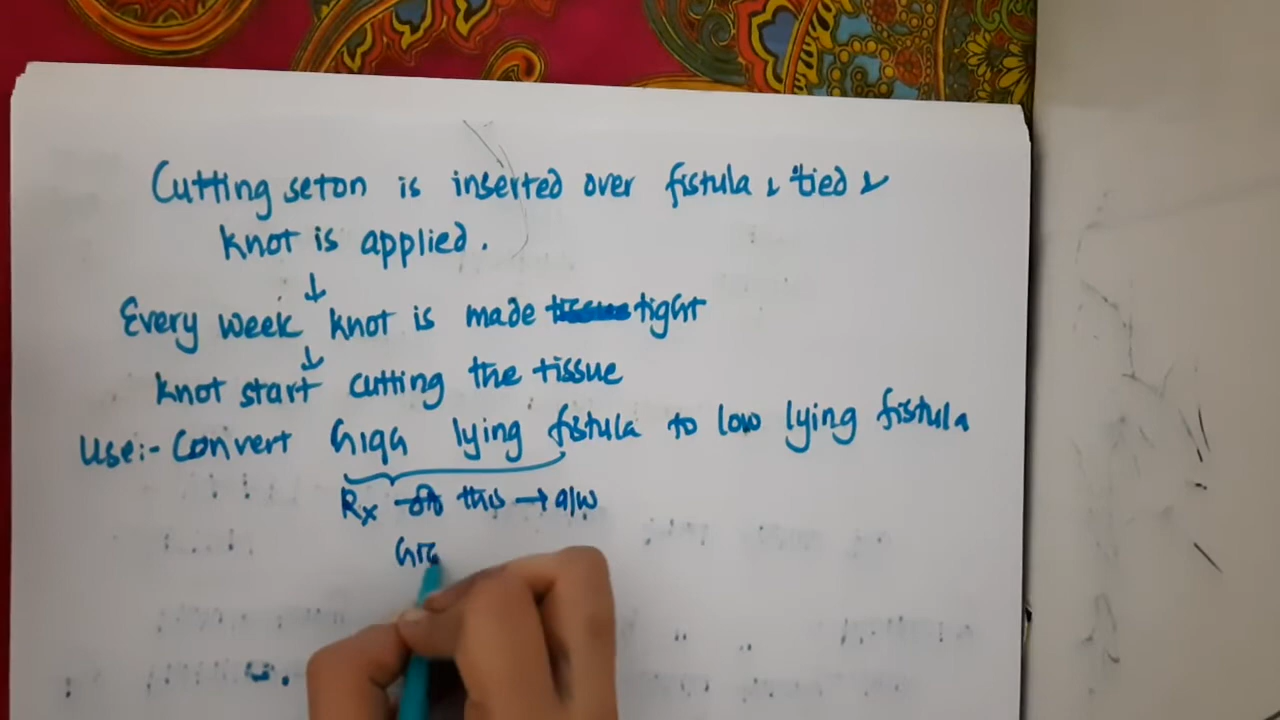 Cutting seton is inserted over fistula & tied &
knot is applied.
↓
Every week knot is made tight
↓
knot start cutting the tissue
Use:- Convert high lying fistula to low lying fistula
Rx of this → a/w